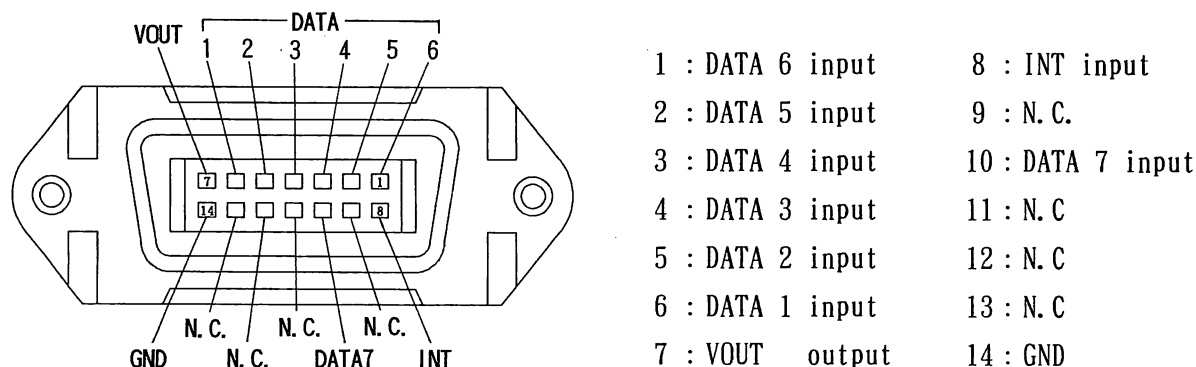 DATA
VOUT 1 2 3 4 5 6
7 1
14 8
N.C. N.C. N.C.
GND N.C. DATA7 INT
1 : DATA 6 input
2 : DATA 5 input
3 : DATA 4 input
4 : DATA 3 input
5 : DATA 2 input
6 : DATA 1 input
7 : VOUT output
8 : INT input
9 : N.C.
10 : DATA 7 input
11 : N.C
12 : N.C
13 : N.C
14 : GND